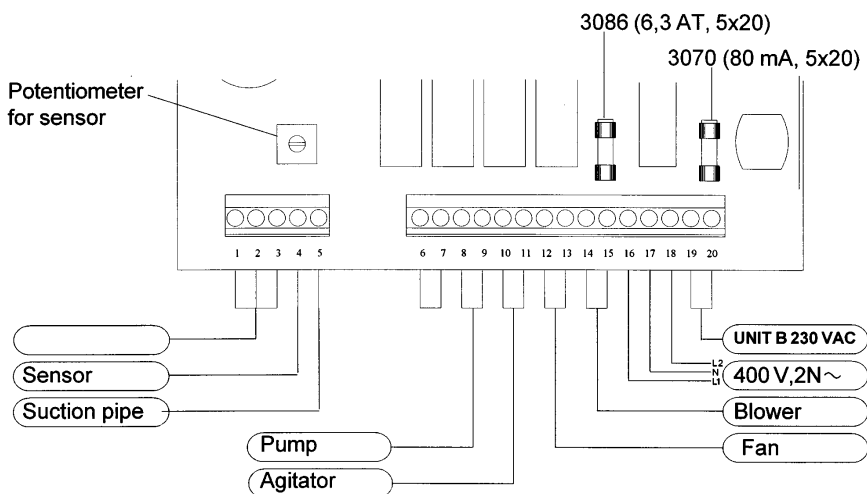 3086 (6,3 AT, 5x20)
3070 (80 mA, 5x20)
Potentiometer
for sensor
1 2 3 4 5
6 7 8 9 10 11 12 13 14 15 16 17 18 19 20
UNIT B 230 VAC
Sensor
L2
N
L1
400 V,2N~
Suction pipe
Blower
Pump
Fan
Agitator